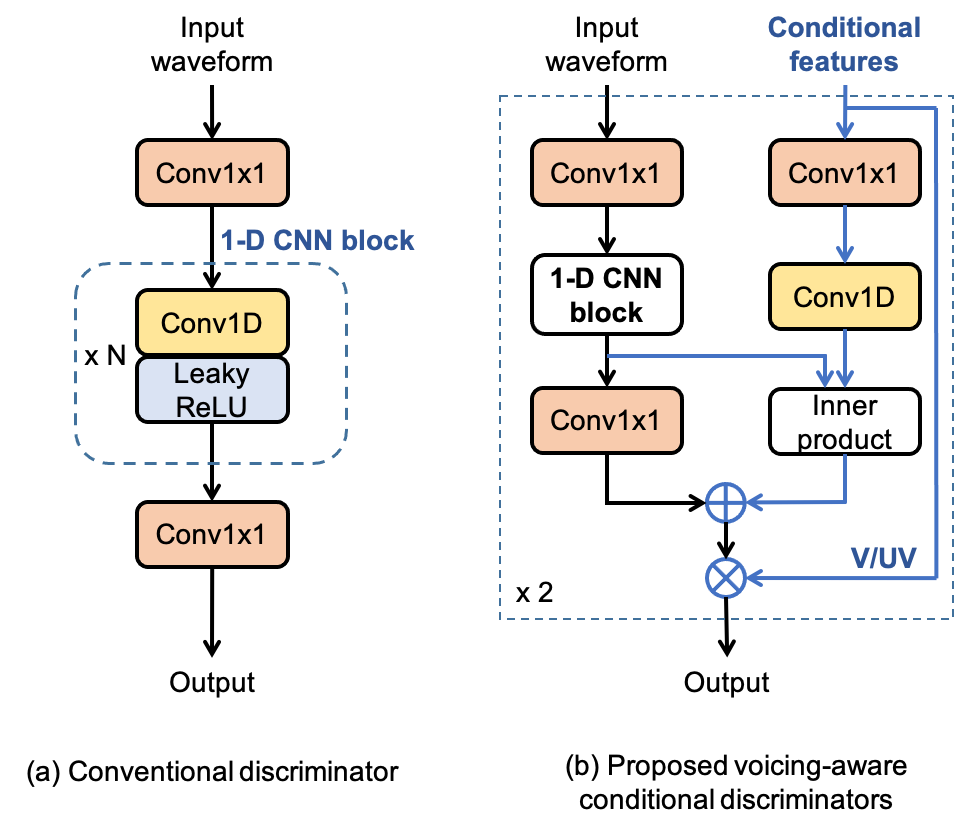 Input
waveform
Conv1x1
1-D CNN block
x N
Conv1D
Leaky
ReLU
Conv1x1
Output
(a) Conventional discriminator
Input
waveform
Conditional
features
Conv1x1
Conv1x1
1-D CNN
block
Conv1D
Conv1x1
Inner
product
V/UV
x 2
Output
(b) Proposed voicing-aware
conditional discriminators